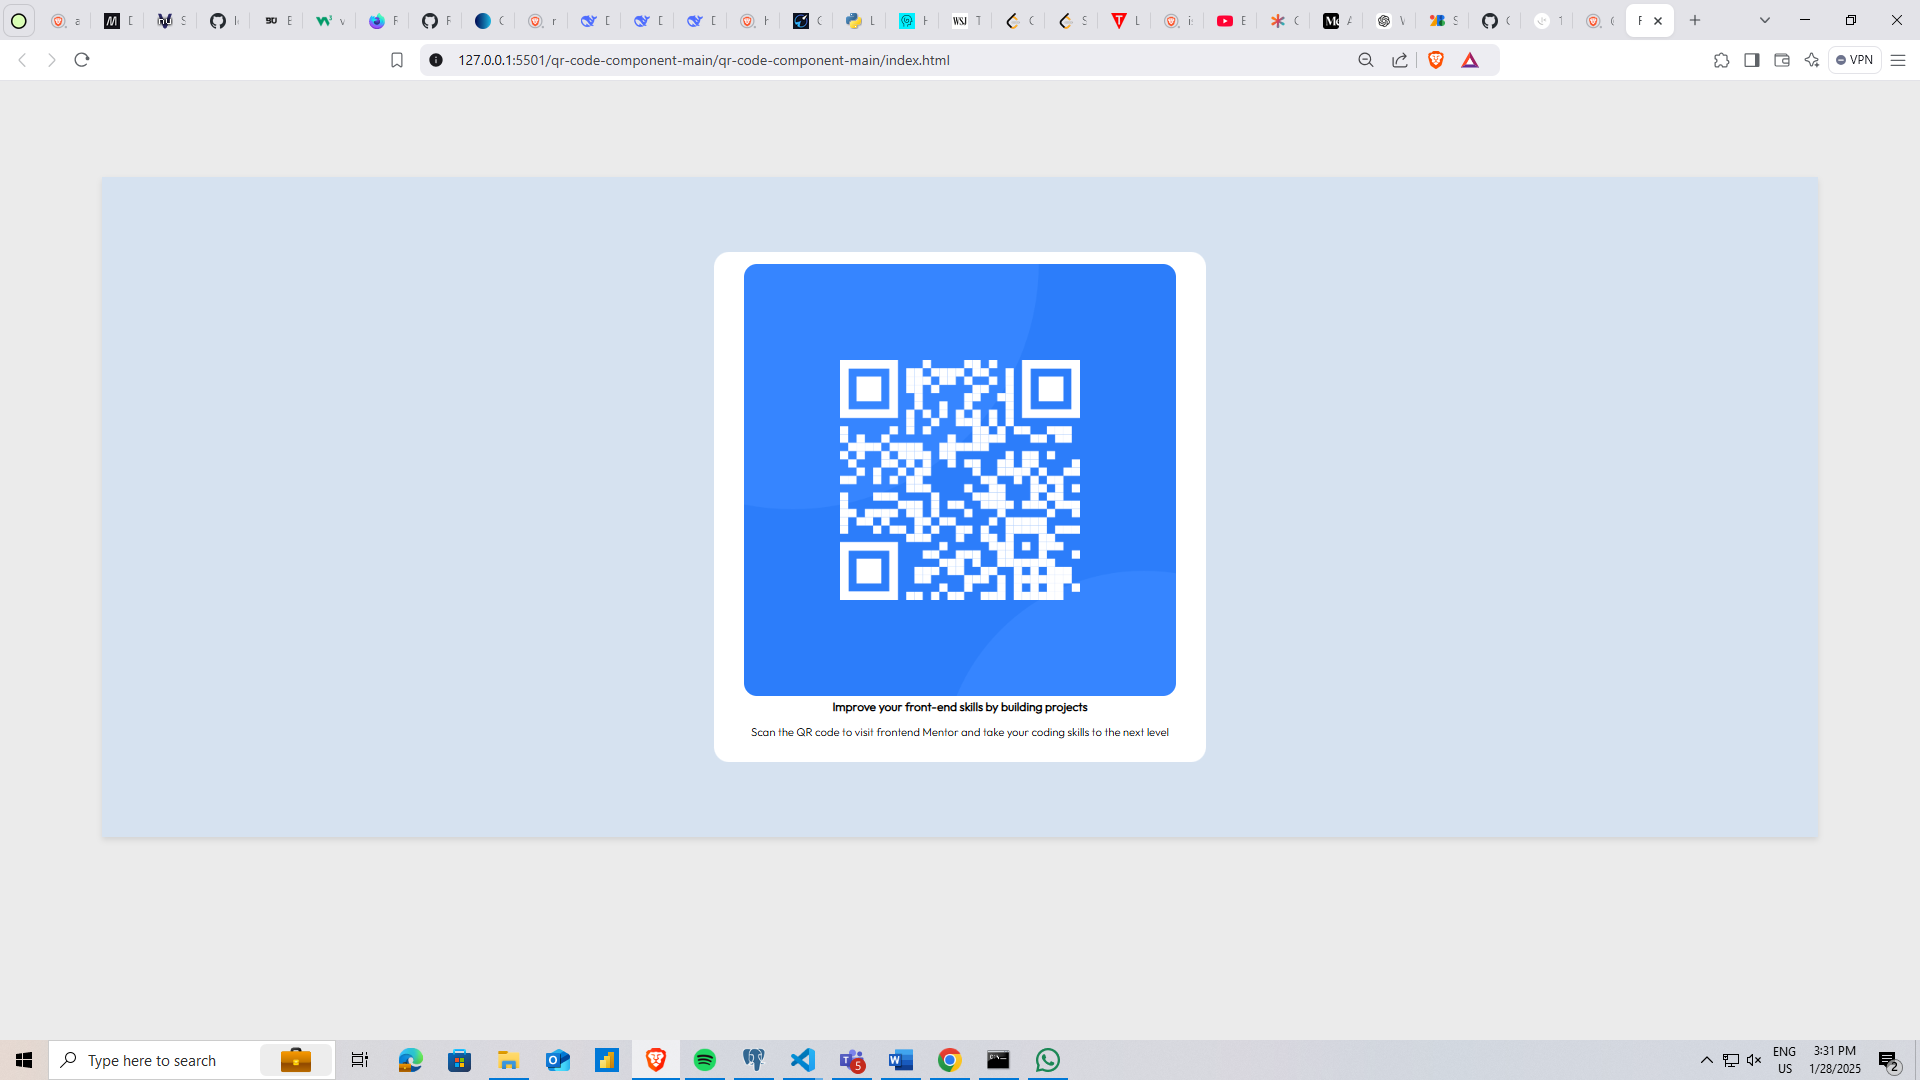 127.0.0.1:5501/qr-code-component-main/qr-code-component-main/index.html
VPN
Improve your front-end skills by building projects
Scan the QR code to visit frontend Mentor and take your coding skills to the next level
Type here to search
5
ENG
US
3:31 PM
1/28/2025
2